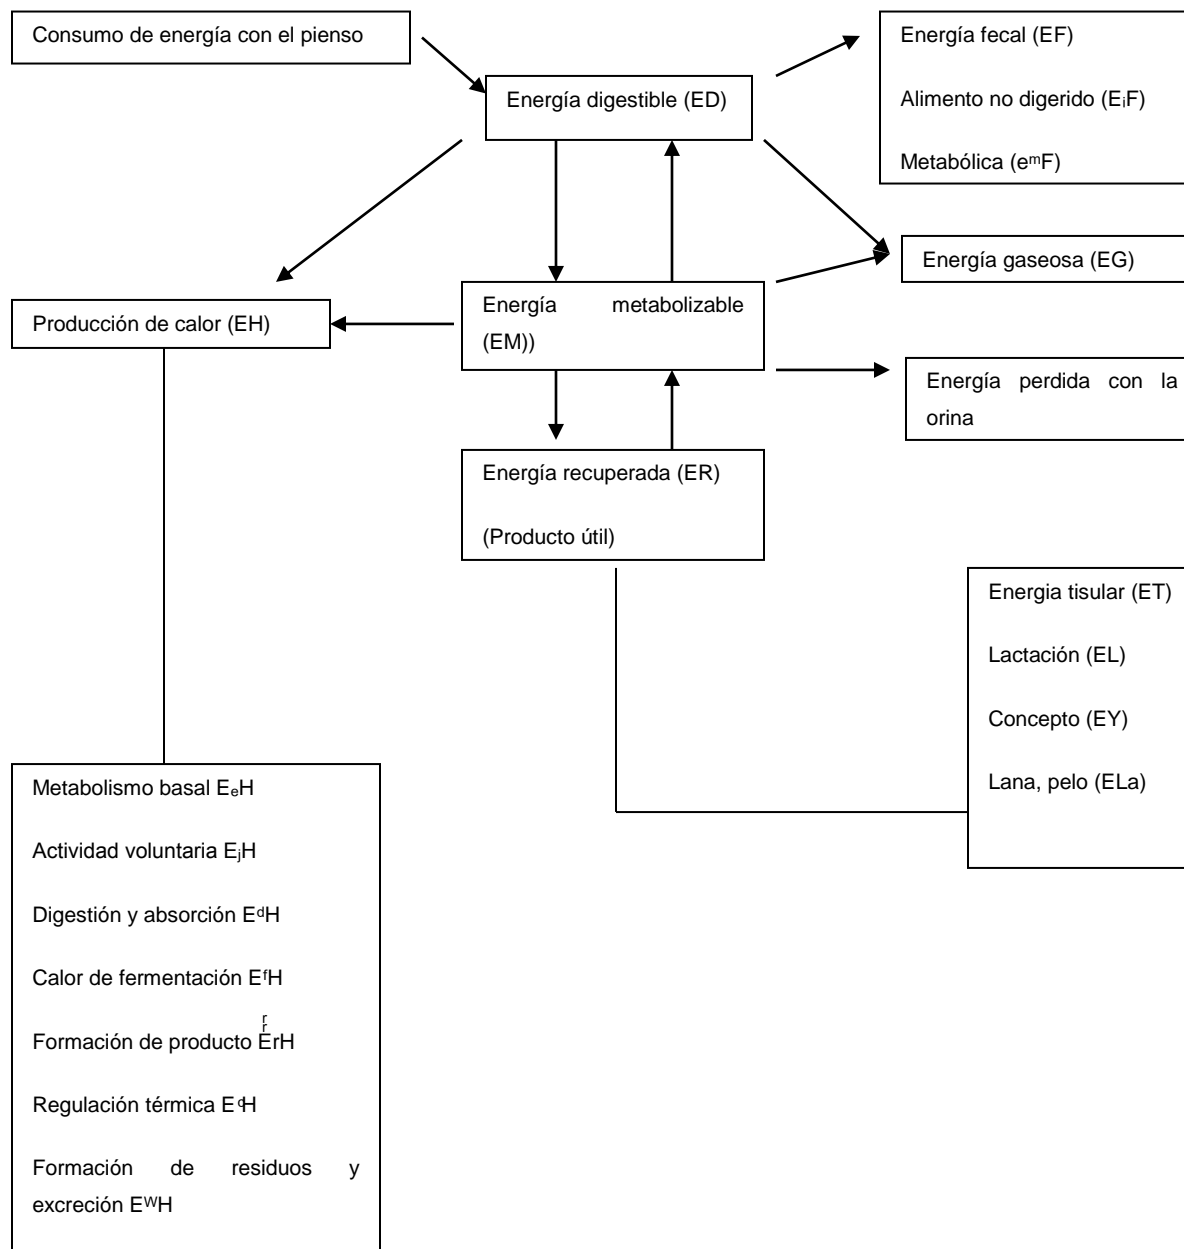 Consumo de energía con el pienso
Energía digestible (ED)
Energía fecal (EF)
Alimento no digerido (EᵢF)
Metabólica (eᵐF)
Energía gaseosa (EG)
Energía metabolizable
(EM))
Producción de calor (EH)
Energía perdida con la
orina
Energía recuperada (ER)
(Producto útil)
Energia tisular (ET)
Lactación (EL)
Concepto (EY)
Lana, pelo (ELa)
Metabolismo basal EₑH
Actividad voluntaria EⱼH
Digestión y absorción EᵈH
Calor de fermentación EᶠH
r
r
Formación de producto ErH
Regulación térmica EᶜH
Formación de residuos y
excreción EᵂH